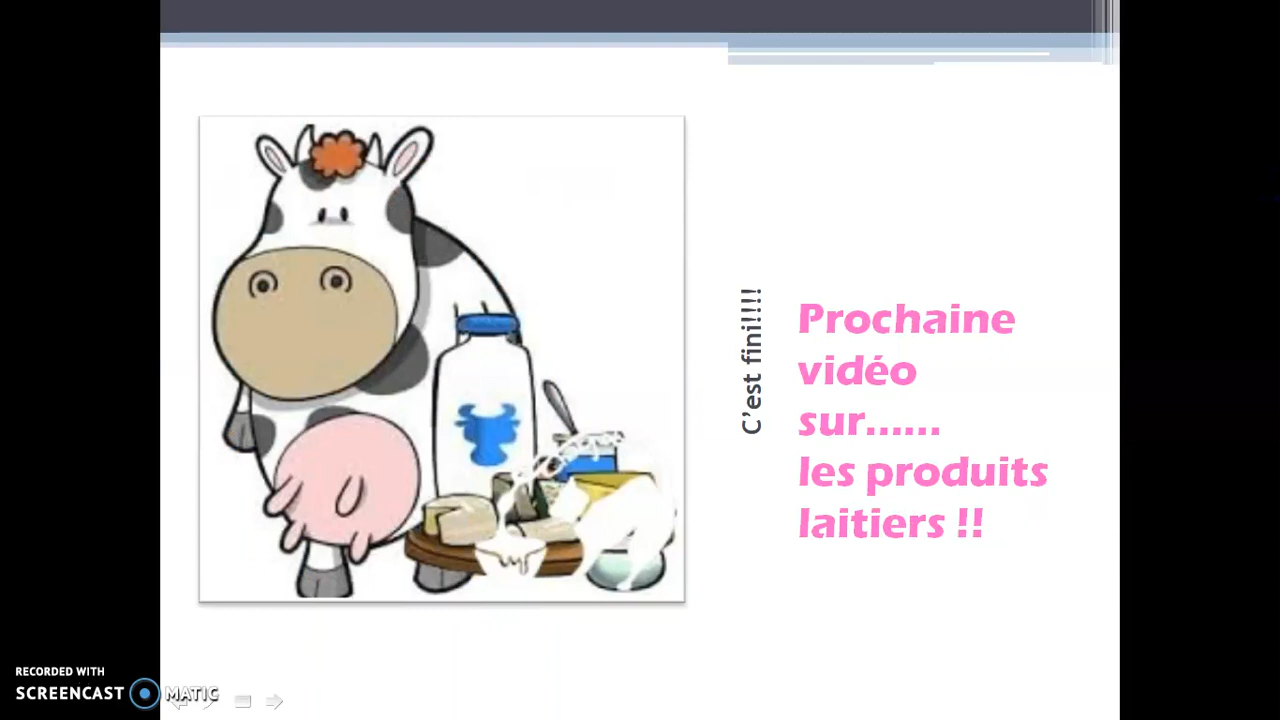 C'est fini!!!!
Prochaine
vidéo
sur......
les produits
laitiers !!
RECORDED WITH
SCREENCAST MATIC